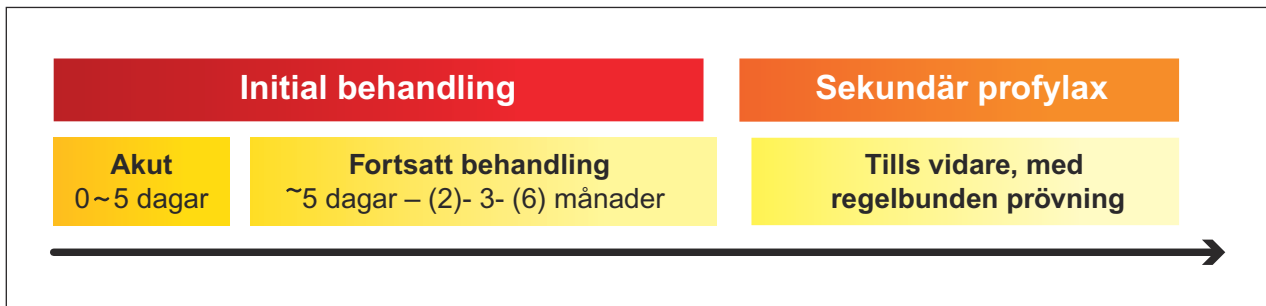 Initial behandling
Sekundär profylax
Akut
0~5 dagar
Fortsatt behandling
~5 dagar – (2)- 3- (6) månader
Tills vidare, med
regelbunden prövning